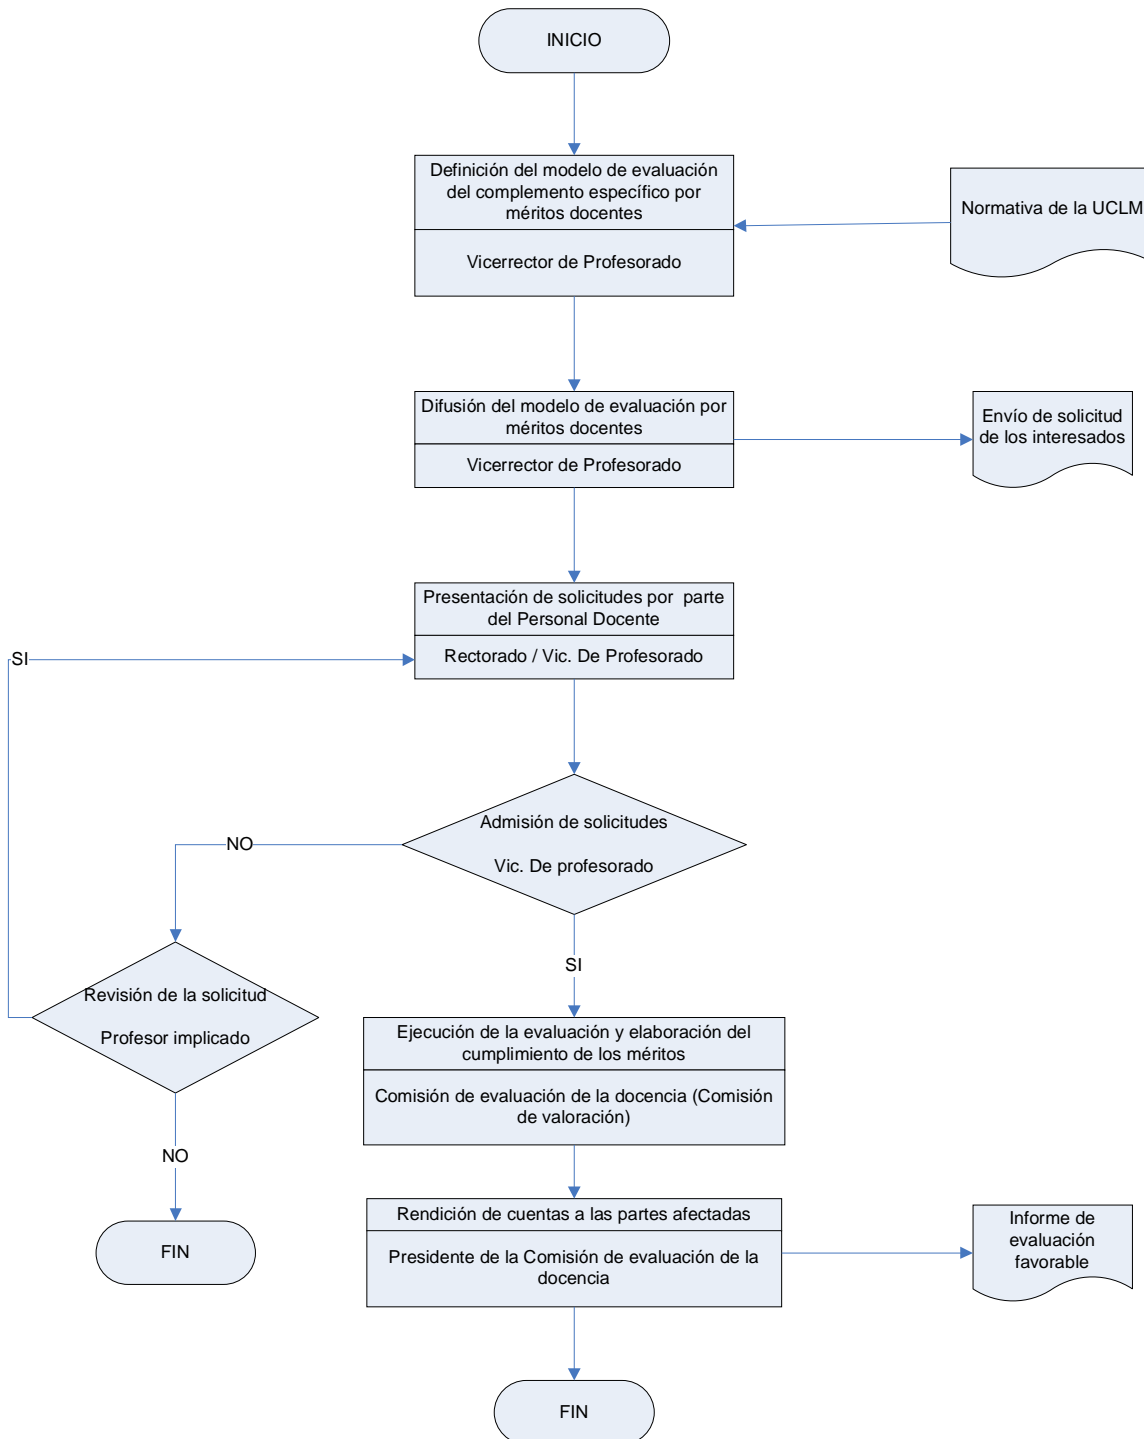 INICIO
Definición del modelo de evaluación
del complemento específico por
méritos docentes
Vicerrector de Profesorado
Normativa de la UCLM
Difusión del modelo de evaluación por
méritos docentes
Vicerrector de Profesorado
Envío de solicitud
de los interesados
Presentación de solicitudes por parte
del Personal Docente
Rectorado / Vic. De Profesorado
SI
Admisión de solicitudes
Vic. De profesorado
NO
SI
Revisión de la solicitud
Profesor implicado
NO
FIN
Ejecución de la evaluación y elaboración del
cumplimiento de los méritos
Comisión de evaluación de la docencia (Comisión
de valoración)
Rendición de cuentas a las partes afectadas
Presidente de la Comisión de evaluación de la
docencia
Informe de
evaluación
favorable
FIN